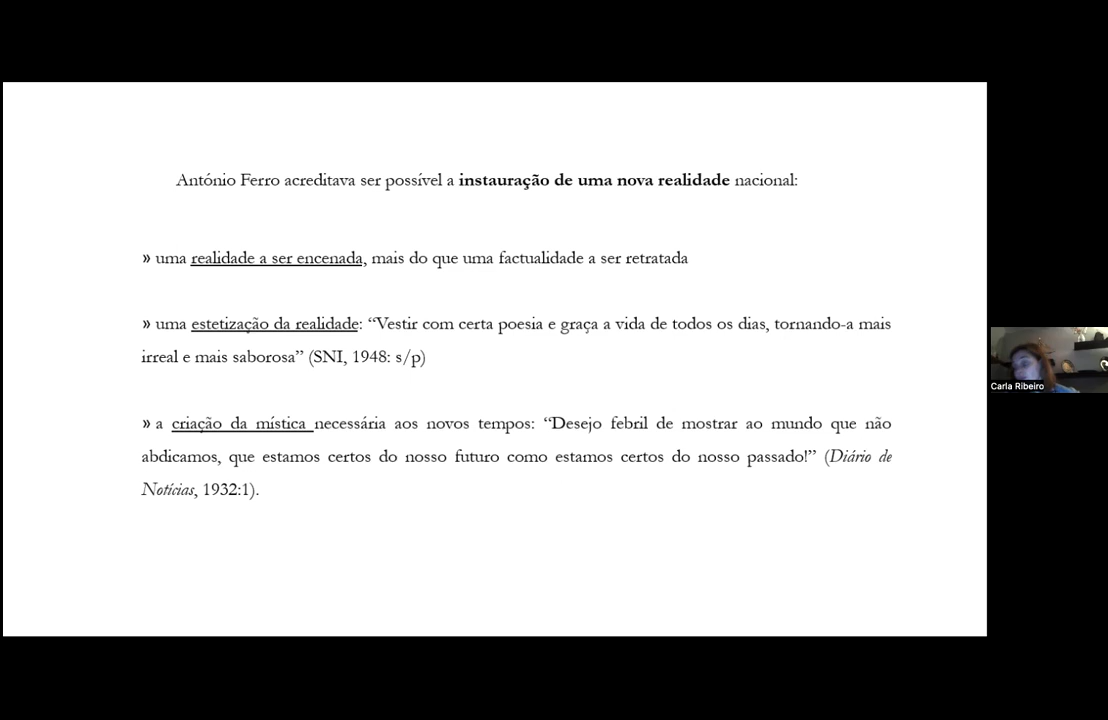 António Ferro acreditava ser possível a instauração de uma nova realidade nacional:
» uma realidade a ser encenada, mais do que uma factualidade a ser retratada
» uma estetização da realidade: “Vestir com certa poesia e graça a vida de todos os dias, tornando-a mais
irreal e mais saborosa” (SNI, 1948: s/p)
» a criação da mística necessária aos novos tempos: “Desejo febril de mostrar ao mundo que não
abdicamos, que estamos certos do nosso futuro como estamos certos do nosso passado!” (Diário de
Notícias, 1932:1).
Carla Ribeiro